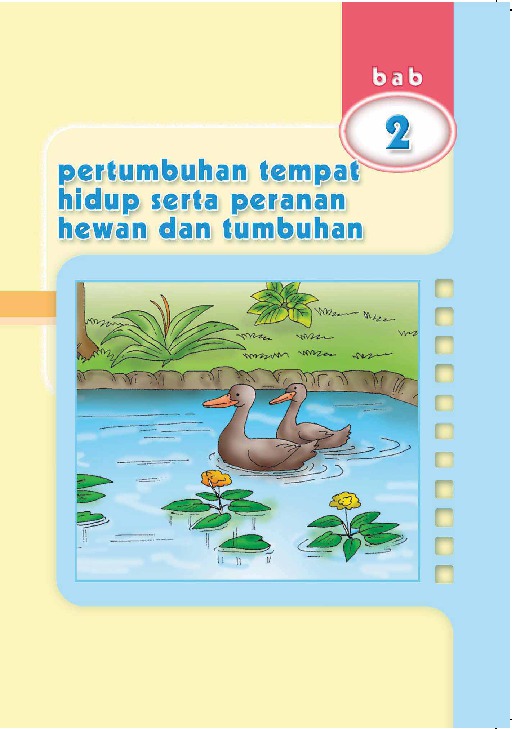 bab
2
pertumbuhan tempat
hidup serta peranan
hewan dan tumbuhan